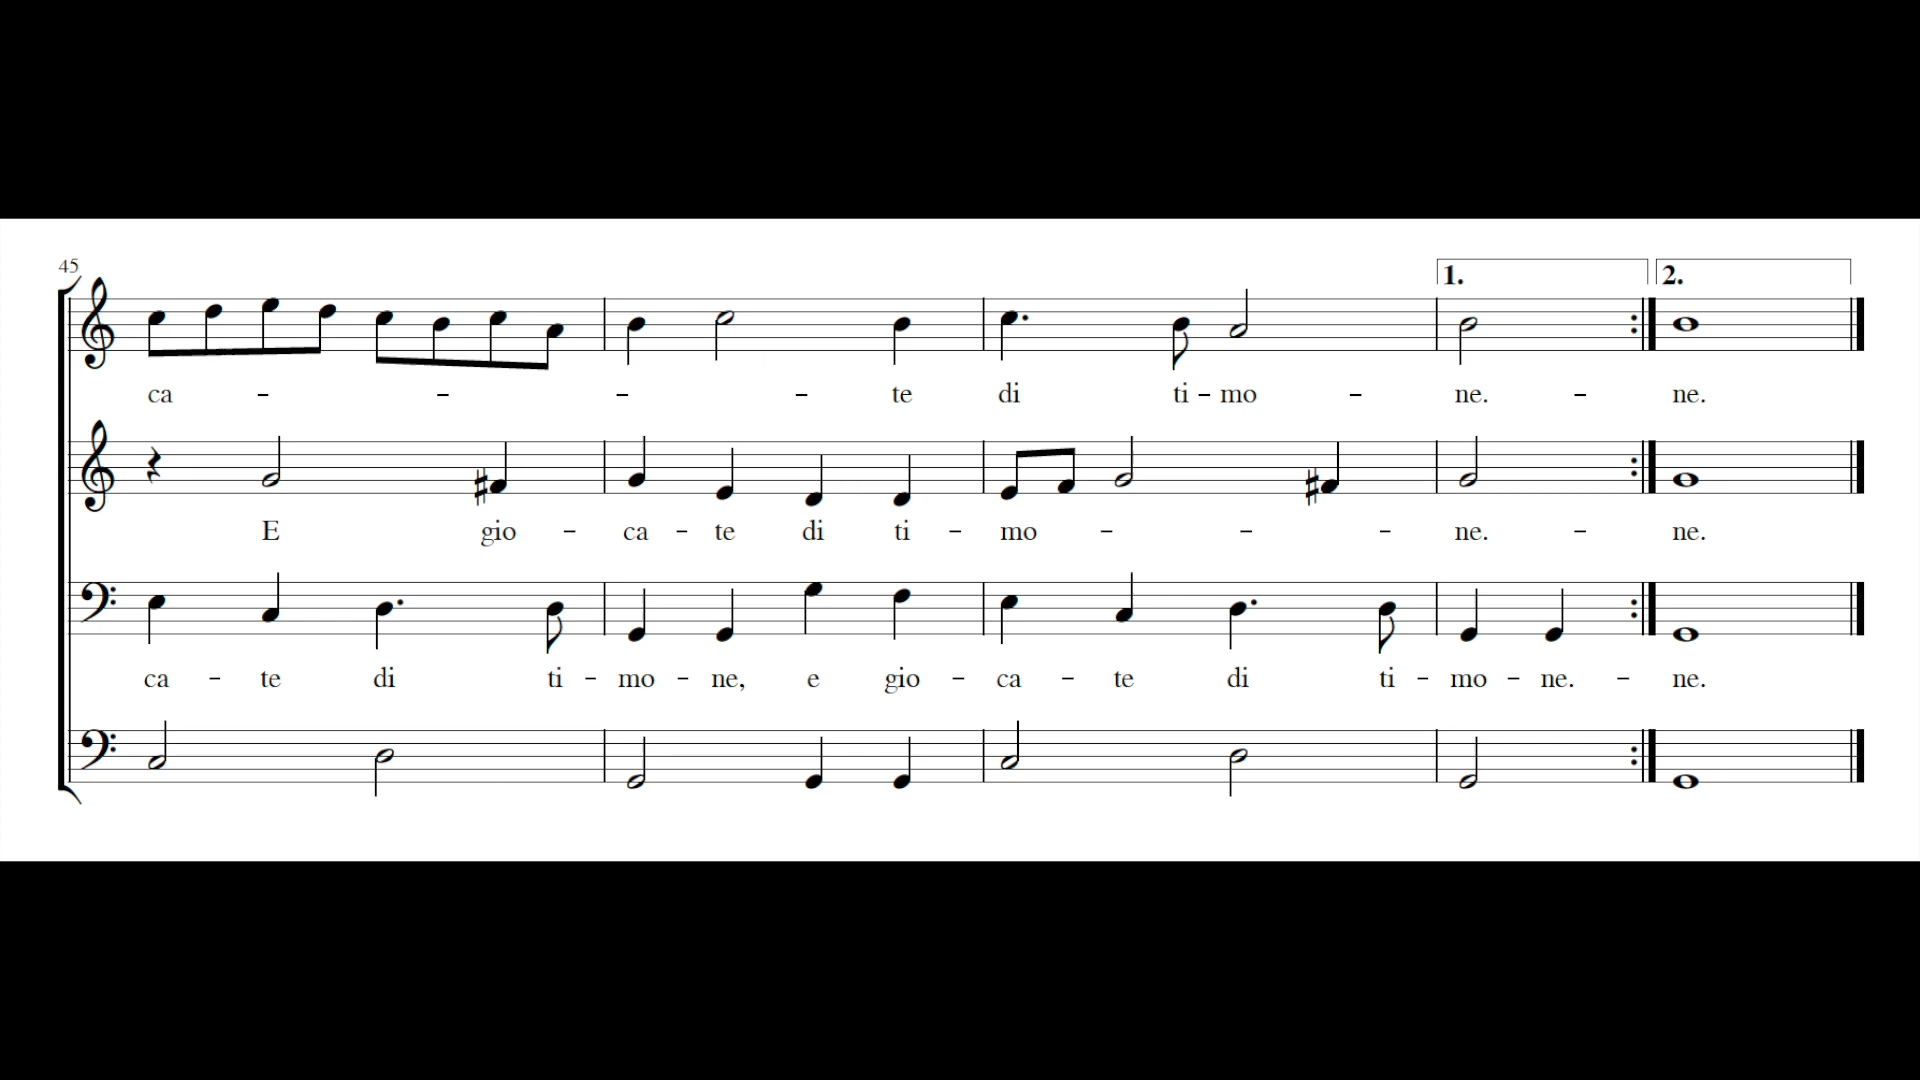 45
1. 2.
ca - - - - te di ti - mo - ne. - ne.
E gio - ca - te di ti - mo - - - ne. - ne.
ca - te di ti - mo - ne, e gio - ca - te di ti - mo - ne. - ne.